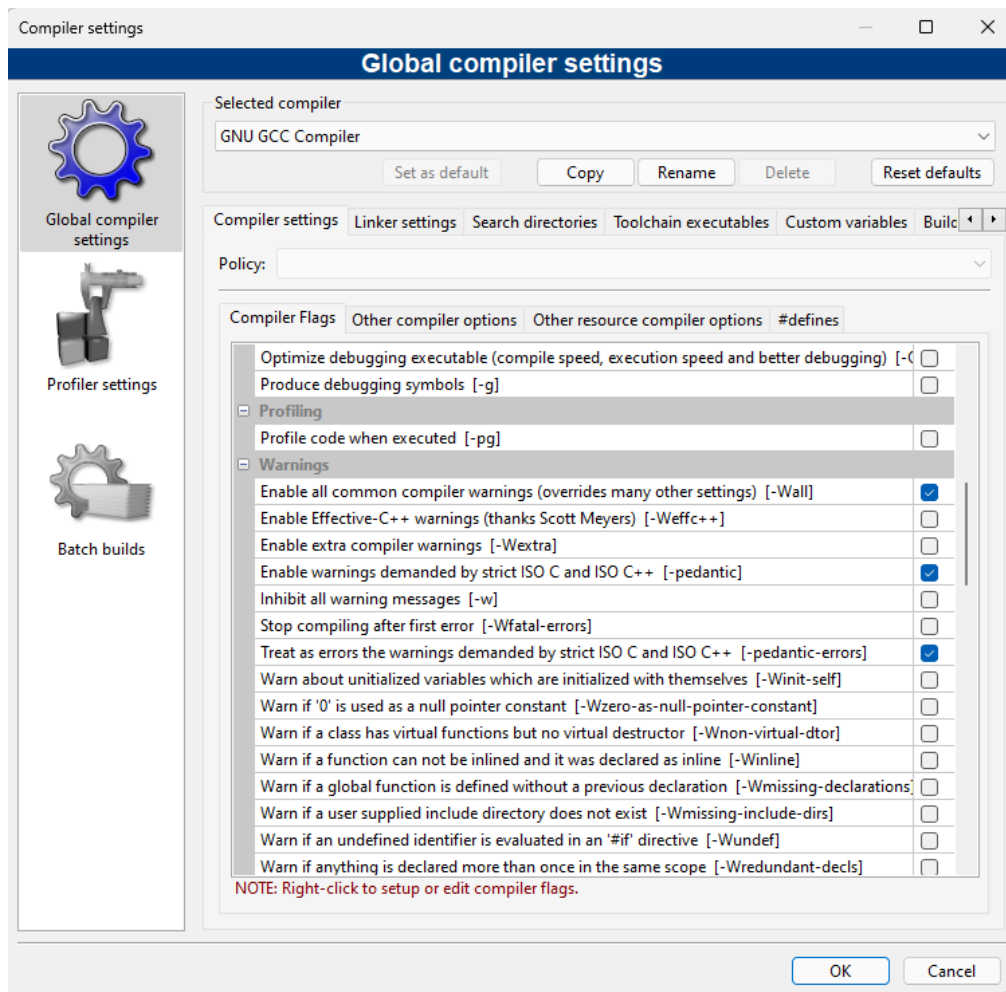 Compiler settings
Global compiler settings
Global compiler
settings
Profiler settings
Batch builds
Selected compiler
GNU GCC Compiler
Set as default Copy Rename Delete Reset defaults
Compiler settings Linker settings Search directories Toolchain executables Custom variables Build
Policy:
Compiler Flags Other compiler options Other resource compiler options #defines
Optimize debugging executable (compile speed, execution speed and better debugging) [-
Produce debugging symbols [-g]
Profiling
Profile code when executed [-pg]
Warnings
Enable all common compiler warnings (overrides many other settings) [-Wall]
Enable Effective-C++ warnings (thanks Scott Meyers) [-Weffc++]
Enable extra compiler warnings [-Wextra]
Enable warnings demanded by strict ISO C and ISO C++ [-pedantic]
Inhibit all warning messages [-w]
Stop compiling after first error [-Wfatal-errors]
Treat as errors the warnings demanded by strict ISO C and ISO C++ [-pedantic-errors]
Warn about unitialized variables which are initialized with themselves [-Winit-self]
Warn if '0' is used as a null pointer constant [-Wzero-as-null-pointer-constant]
Warn if a class has virtual functions but no virtual destructor [-Wnon-virtual-dtor]
Warn if a function can not be inlined and it was declared as inline [-Winline]
Warn if a global function is defined without a previous declaration [-Wmissing-declarations]
Warn if a user supplied include directory does not exist [-Wmissing-include-dirs]
Warn if an undefined identifier is evaluated in an '#if' directive [-Wundef]
Warn if anything is declared more than once in the same scope [-Wredundant-decls]
NOTE: Right-click to setup or edit compiler flags.
OK Cancel